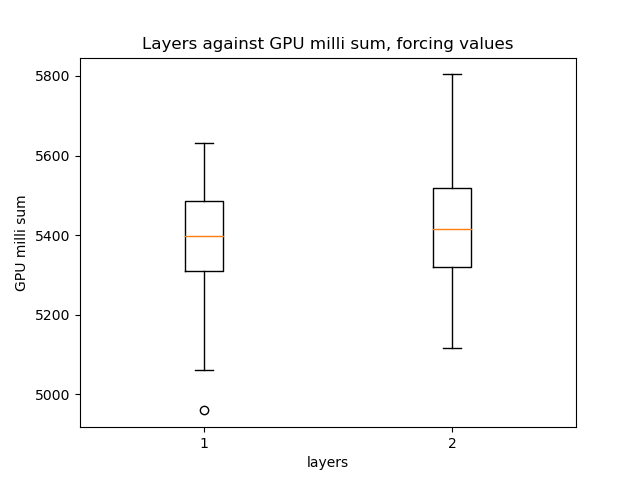 Layers against GPU milli sum, forcing values
5800
5600
5400
5200
5000
GPU milli sum
1
2
layers